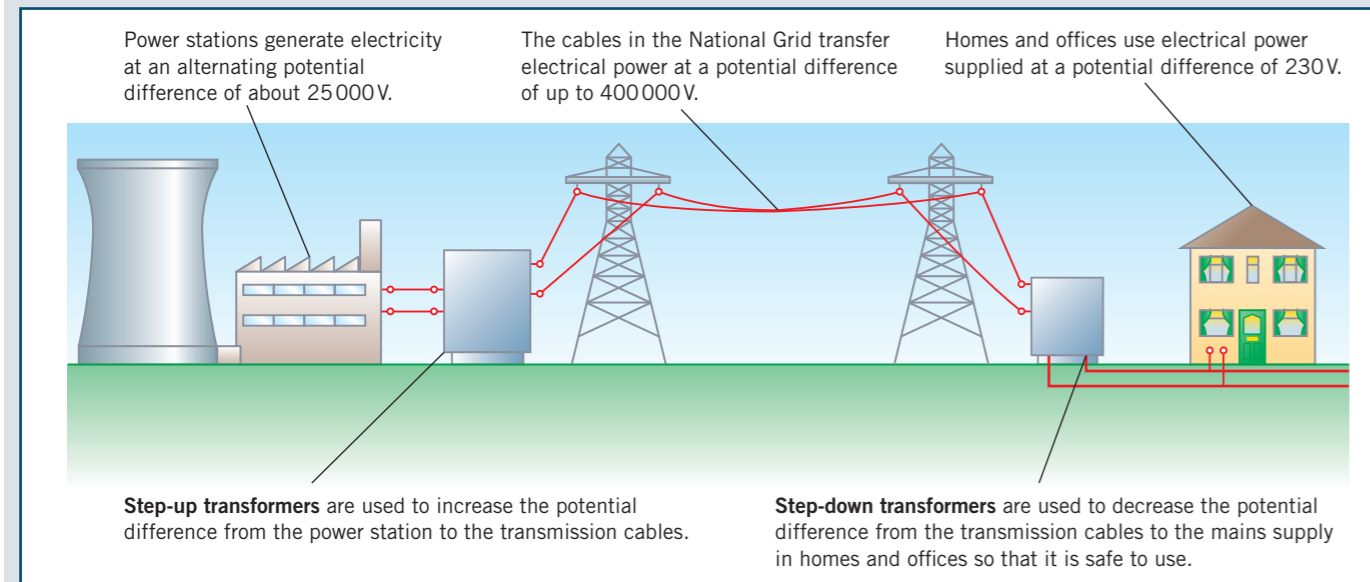 Power stations generate electricity
at an alternating potential
difference of about 25 000 V.
The cables in the National Grid transfer
electrical power at a potential difference
of up to 400 000 V.
Homes and offices use electrical power
supplied at a potential difference of 230 V.
Step-up transformers are used to increase the potential
difference from the power station to the transmission cables.
Step-down transformers are used to decrease the potential
difference from the transmission cables to the mains supply
in homes and offices so that it is safe to use.